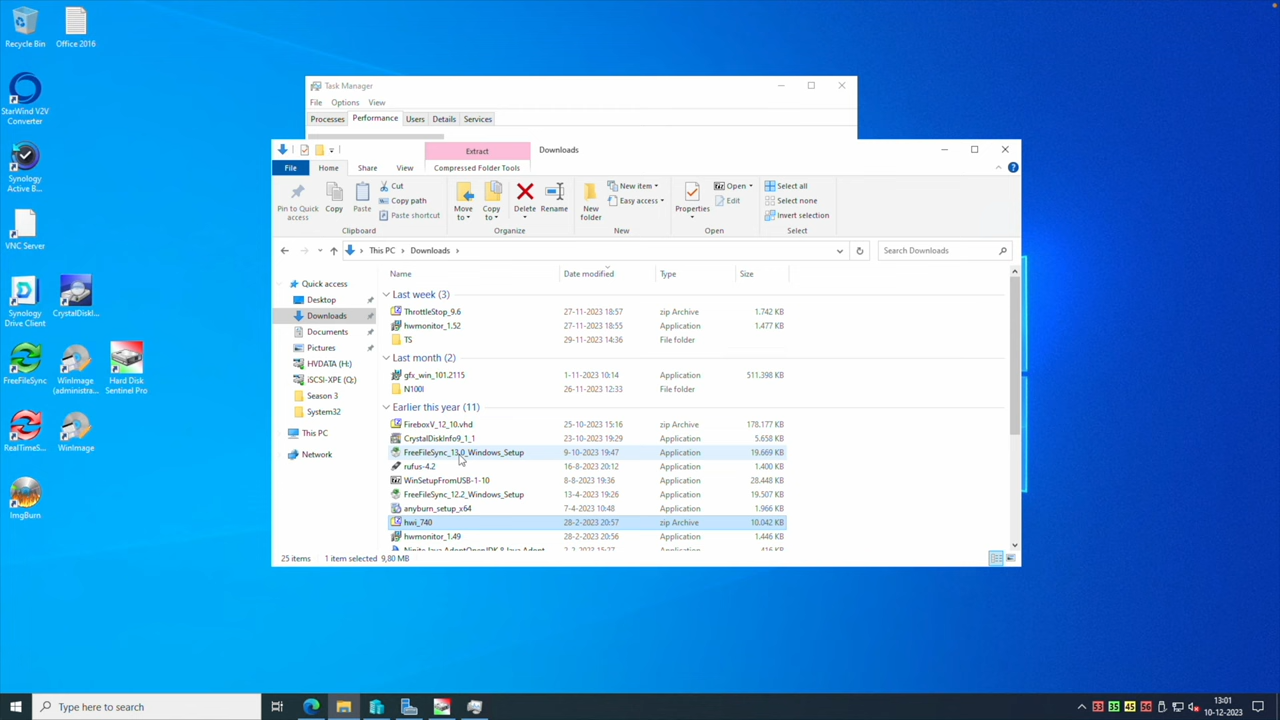 Recycle Bin
Office 2016
StarWind V2V
Converter
Synology
Active B...
VNC Server
Synology
Drive Client
CrystalDiskI...
FreeFileSync
WinImage
(administra...
Hard Disk
Sentinel Pro
RealTimeS...
WinImage
ImgBurn
Task Manager
File Options View
Processes Performance Users Details Services
Extract Downloads
File Home Share View Compressed Folder Tools
Pin to Quick
access
Copy
Paste
Cut
Copy path
Paste shortcut
Move
to
Copy
to
Delete
Rename
New
folder
New item
Easy access
Properties
Open
Edit
Select all
Select none
Invert selection
Clipboard Organize New Open Select
This PC Downloads
Search Downloads
Quick access
Desktop
Downloads
Documents
Pictures
HVDATA (H:)
iSCSI-XPE (Q:)
Season 3
System32
This PC
Network
Name Date modified Type Size
Last week (3)
ThrottleStop_9.6 27-11-2023 18:57 zip Archive 1.742 KB
hwmonitor_1.52 27-11-2023 18:55 Application 1.477 KB
TS 29-11-2023 14:36 File folder
Last month (2)
gfx_win_101.2115 1-11-2023 10:14 Application 511.398 KB
N100I 26-11-2023 12:33 File folder
Earlier this year (11)
FireboxV_12_10.vhd 25-10-2023 15:16 zip Archive 178.177 KB
CrystalDiskInfo9_1_1 23-10-2023 19:29 Application 5.658 KB
FreeFileSync_13.0_Windows_Setup 9-10-2023 19:47 Application 19.669 KB
rufus-4.2 16-8-2023 20:12 Application 1.400 KB
WinSetupFromUSB-1-10 8-8-2023 19:36 Application 28.448 KB
FreeFileSync_12.2_Windows_Setup 13-4-2023 19:26 Application 19.507 KB
anyburn_setup_x64 7-4-2023 10:48 Application 1.966 KB
hwi_740 28-2-2023 20:57 zip Archive 10.042 KB
hwmonitor_1.49 28-2-2023 20:56 Application 1.446 KB
25 items 1 item selected 9,80 MB
Type here to search
53 35 45 56
13:01
10-12-2023